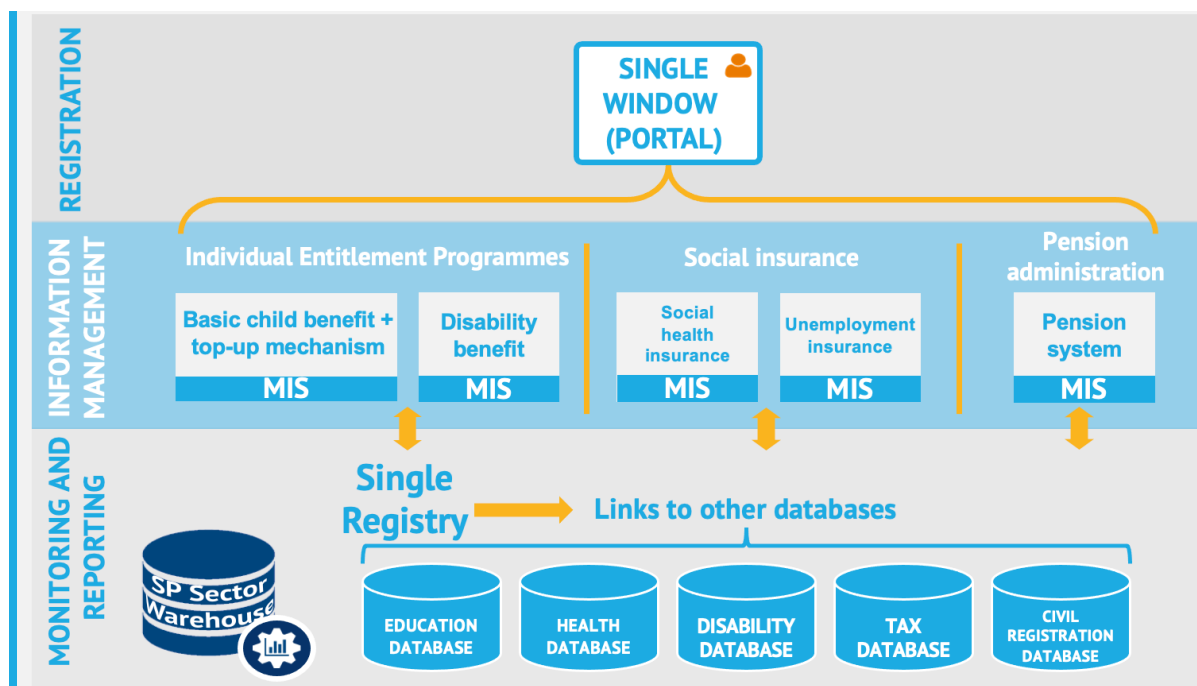 REGISTRATION
SINGLE
WINDOW
(PORTAL)
INFORMATION
MANAGEMENT
Individual Entitlement Programmes
Social insurance
Pension
administration
Basic child benefit +
top-up mechanism
MIS
Disability
benefit
MIS
Social
health
insurance
MIS
Unemployment
insurance
MIS
Pension
system
MIS
MONITORING AND
REPORTING
Single
Registry
Links to other databases
SP Sector
Warehouse
EDUCATION
DATABASE
HEALTH
DATABASE
DISABILITY
DATABASE
TAX
DATABASE
CIVIL
REGISTRATION
DATABASE